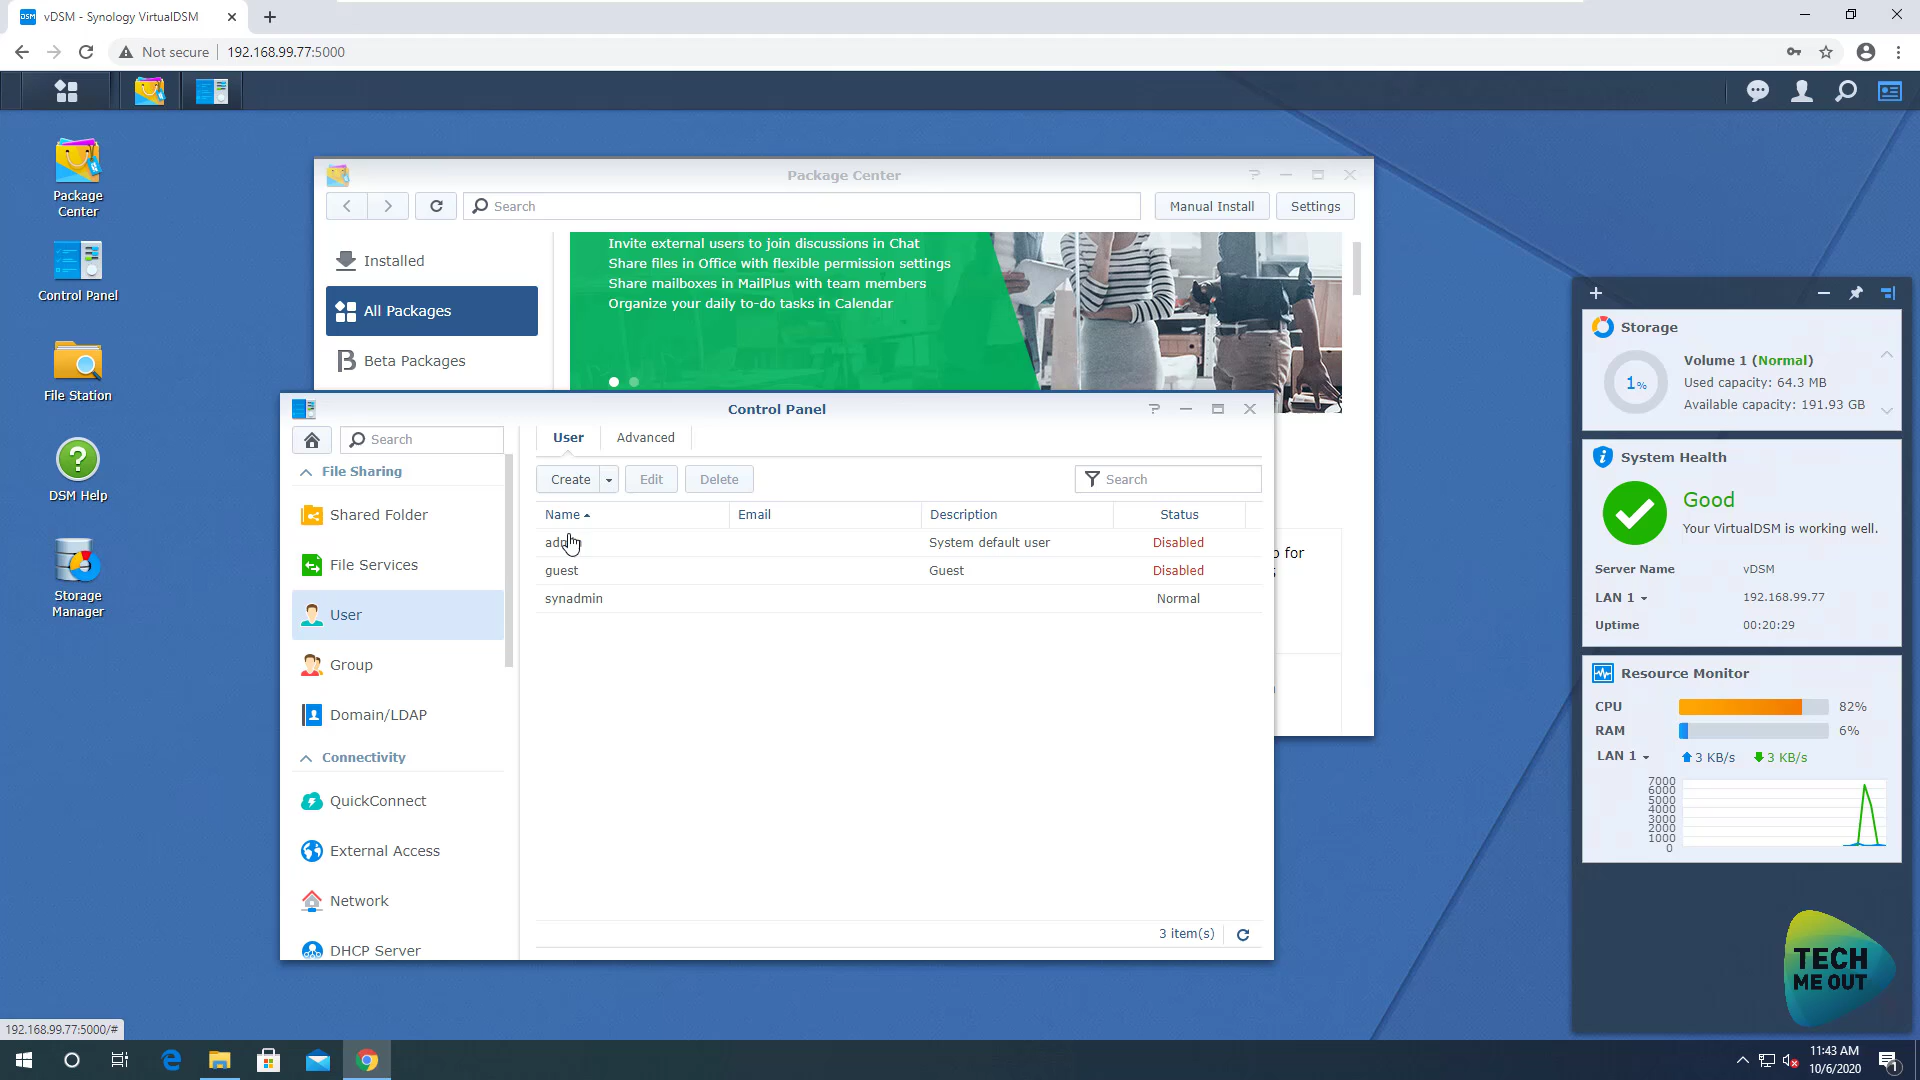 vDSM - Synology VirtualDSM
Not secure
192.168.99.77:5000
Package
Center
Control Panel
File Station
DSM Help
Storage
Manager
Package Center
Search
Manual Install
Settings
Installed
All Packages
Beta Packages
Invite external users to join discussions in Chat
Share files in Office with flexible permission settings
Share mailboxes in MailPlus with team members
Organize your daily to-do tasks in Calendar
for
Control Panel
Search
File Sharing
Shared Folder
File Services
User
Group
Domain/LDAP
Connectivity
QuickConnect
External Access
Network
DHCP Server
User
Advanced
Create
Edit
Delete
Search
Name
Email
Description
Status
System default user
Disabled
guest
Guest
Disabled
synadmin
Normal
3 item(s)
Storage
1%
Volume 1 (Normal)
Used capacity: 64.3 MB
Available capacity: 191.93 GB
System Health
Good
Your VirtualDSM is working well.
Server Name
vDSM
LAN 1
192.168.99.77
Uptime
00:20:29
Resource Monitor
CPU
82%
RAM
6%
LAN 1
3 KB/s
3 KB/s
7000
6000
5000
4000
3000
2000
1000
0
TECH
ME OUT
192.168.99.77:5000/#
11:43 AM
10/6/2020
1